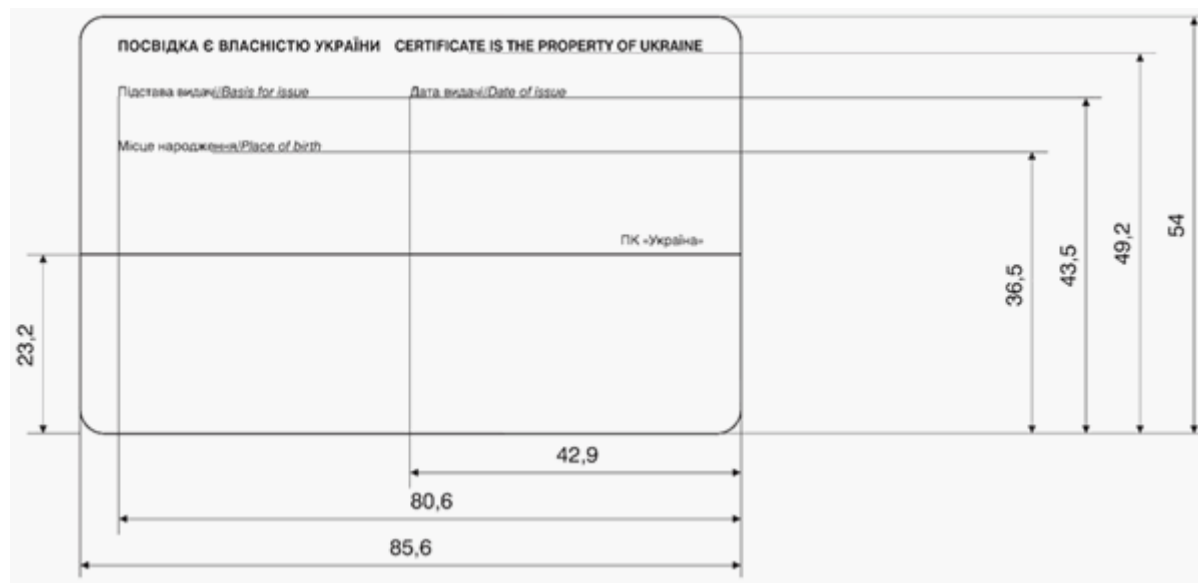 ПОСВІДКА Є ВЛАСНІСТЮ УКРАЇНИ CERTIFICATE IS THE PROPERTY OF UKRAINE
Підстава видачі/Basis for issue Дата видачі/Date of issue
Місце народження/Place of birth
ПК «Україна»
23,2
36,5
43,5
49,2
54
42,9
80,6
85,6